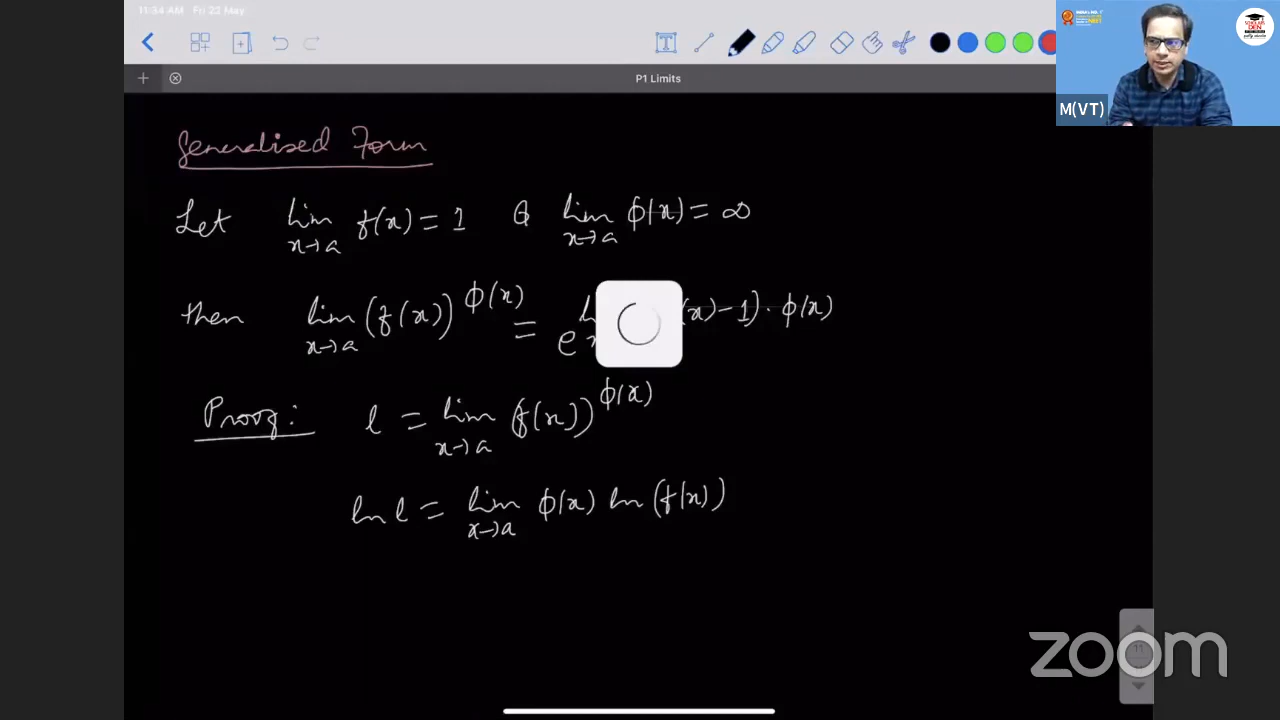 11:34 AM Fri 22 May
P1 Limits
M(VT)
Generalised Form
Let lim x→a f(x) = 1 & lim x→a ϕ(x) = ∞
then lim x→a (f(x))^ϕ(x) = e (x)-1)·ϕ(x)
Proof: l = lim x→a (f(x))^ϕ(x)
ln l = lim x→a ϕ(x) ln (f(x))
11
zoom